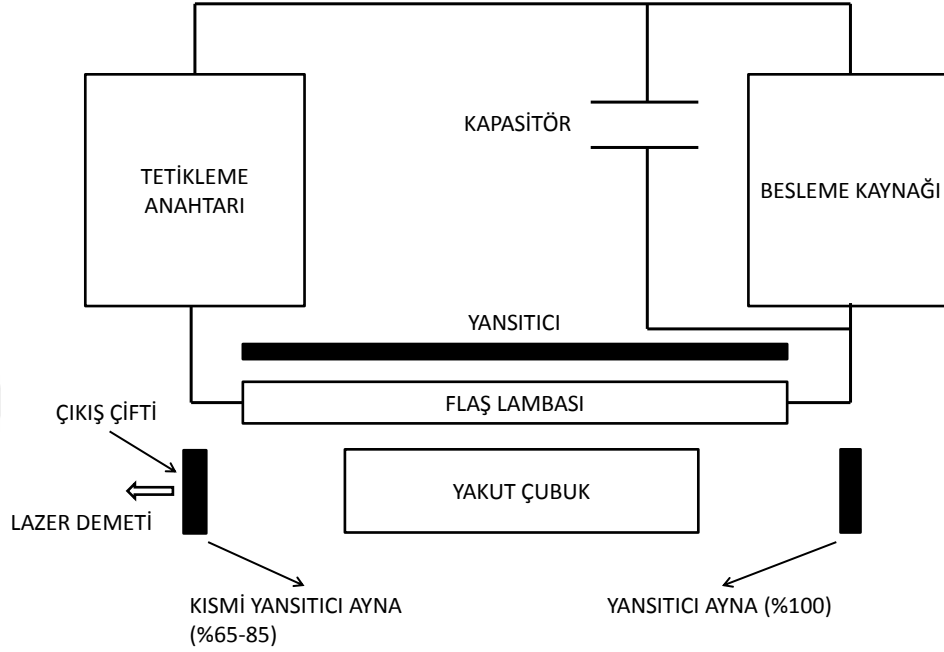 KAPASİTÖR
TETİKLEME
ANAHTARI
BESLEME KAYNAĞI
YANSITICI
FLAŞ LAMBASI
ÇIKIŞ ÇİFTİ
YAKUT ÇUBUK
LAZER DEMETİ
KISMİ YANSITICI AYNA
(%65-85)
YANSITICI AYNA (%100)